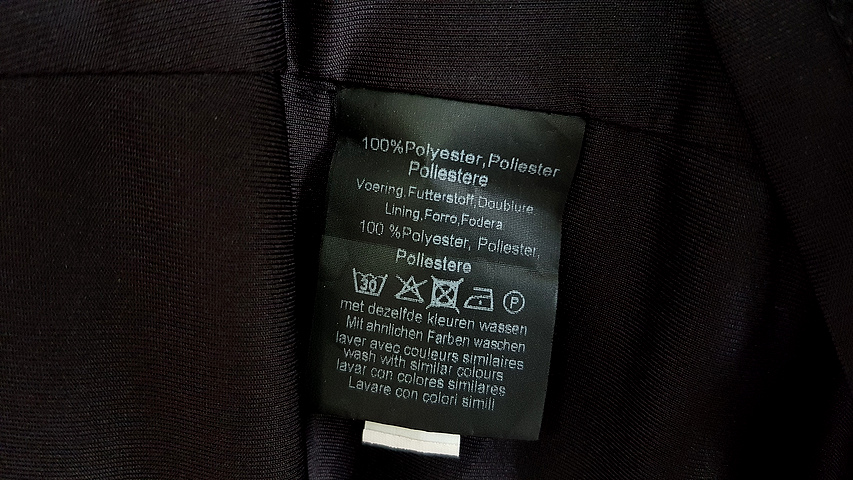 100%Polyester,Poliester
Poliestere
Voering,Futterstoff,Doublure
Lining,Forro,Fodera
100 %Polyester, Poliester,
Poliestere
30 P
met dezelfde kleuren wassen
Mit ahnlichen Farben waschen
laver avec couleurs similaires
wash with similar colours
lavar con colores similares
Lavare con colori simili